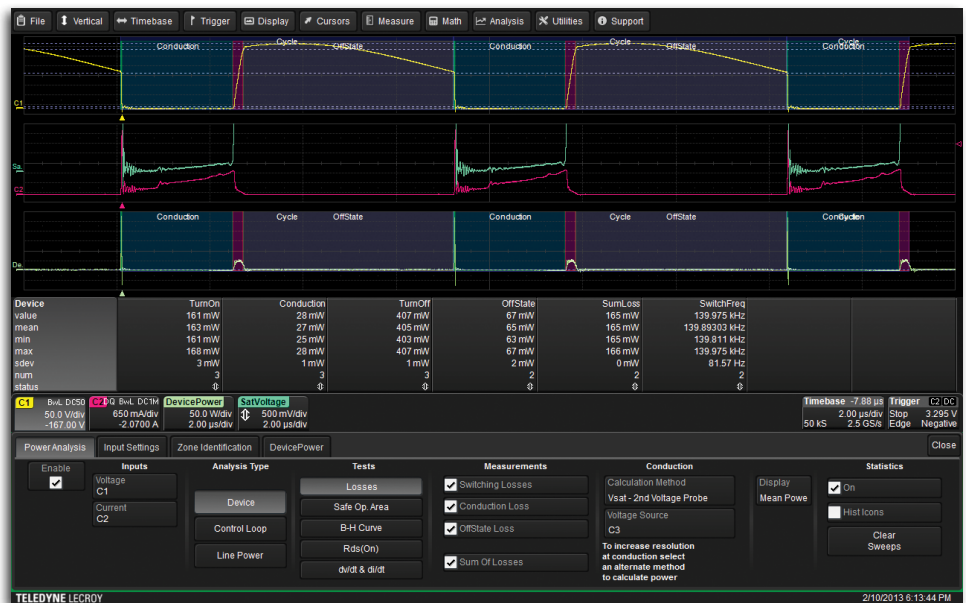 File Vertical Timebase Trigger Display Cursors Measure Math Analysis Utilities Support
Conduction Cycle OffState Conduction Cycle OffState Conduction Cycle
C1
Sa.
C2
Conduction Cycle OffState Conduction Cycle OffState Conduction Cycle
De.
Device TurnOn Conduction TurnOff OffState SumLoss SwitchFreq
value 161 mW 28 mW 407 mW 67 mW 165 mW 139.975 kHz
mean 163 mW 27 mW 405 mW 65 mW 165 mW 139.89303 kHz
min 161 mW 25 mW 403 mW 63 mW 165 mW 139.811 kHz
max 168 mW 28 mW 407 mW 67 mW 166 mW 139.975 kHz
sdev 3 mW 1 mW 1 mW 2 mW 0 mW 81.57 Hz
num 3 3 3 2 2 2
status
C1 BwL DC50 C2 DQ BwL DC1M DevicePower SatVoltage Timebase -7.88 µs Trigger C2 DC
50.0 V/div 650 mA/div 50.0 W/div 500 mV/div 2.00 µs/div Stop 3.295 V
-167.00 V -2.0700 A 2.00 µs/div 2.00 µs/div 50 kS 2.5 GS/s Edge Negative
Power Analysis Input Settings Zone Identification DevicePower Close
Enable Inputs Analysis Type Tests Measurements Conduction Statistics
Voltage
C1
Current
C2
Device
Control Loop
Line Power
Losses
Safe Op. Area
B-H Curve
Rds(On)
dv/dt & di/dt
Switching Losses
Conduction Loss
OffState Loss
Sum Of Losses
Calculation Method
Vsat - 2nd Voltage Probe
Voltage Source
C3
To increase resolution
at conduction select
an alternate method
to calculate power
Display
Mean Powe
On
Hist Icons
Clear
Sweeps
TELEDYNE LECROY 2/10/2013 6:13:44 PM